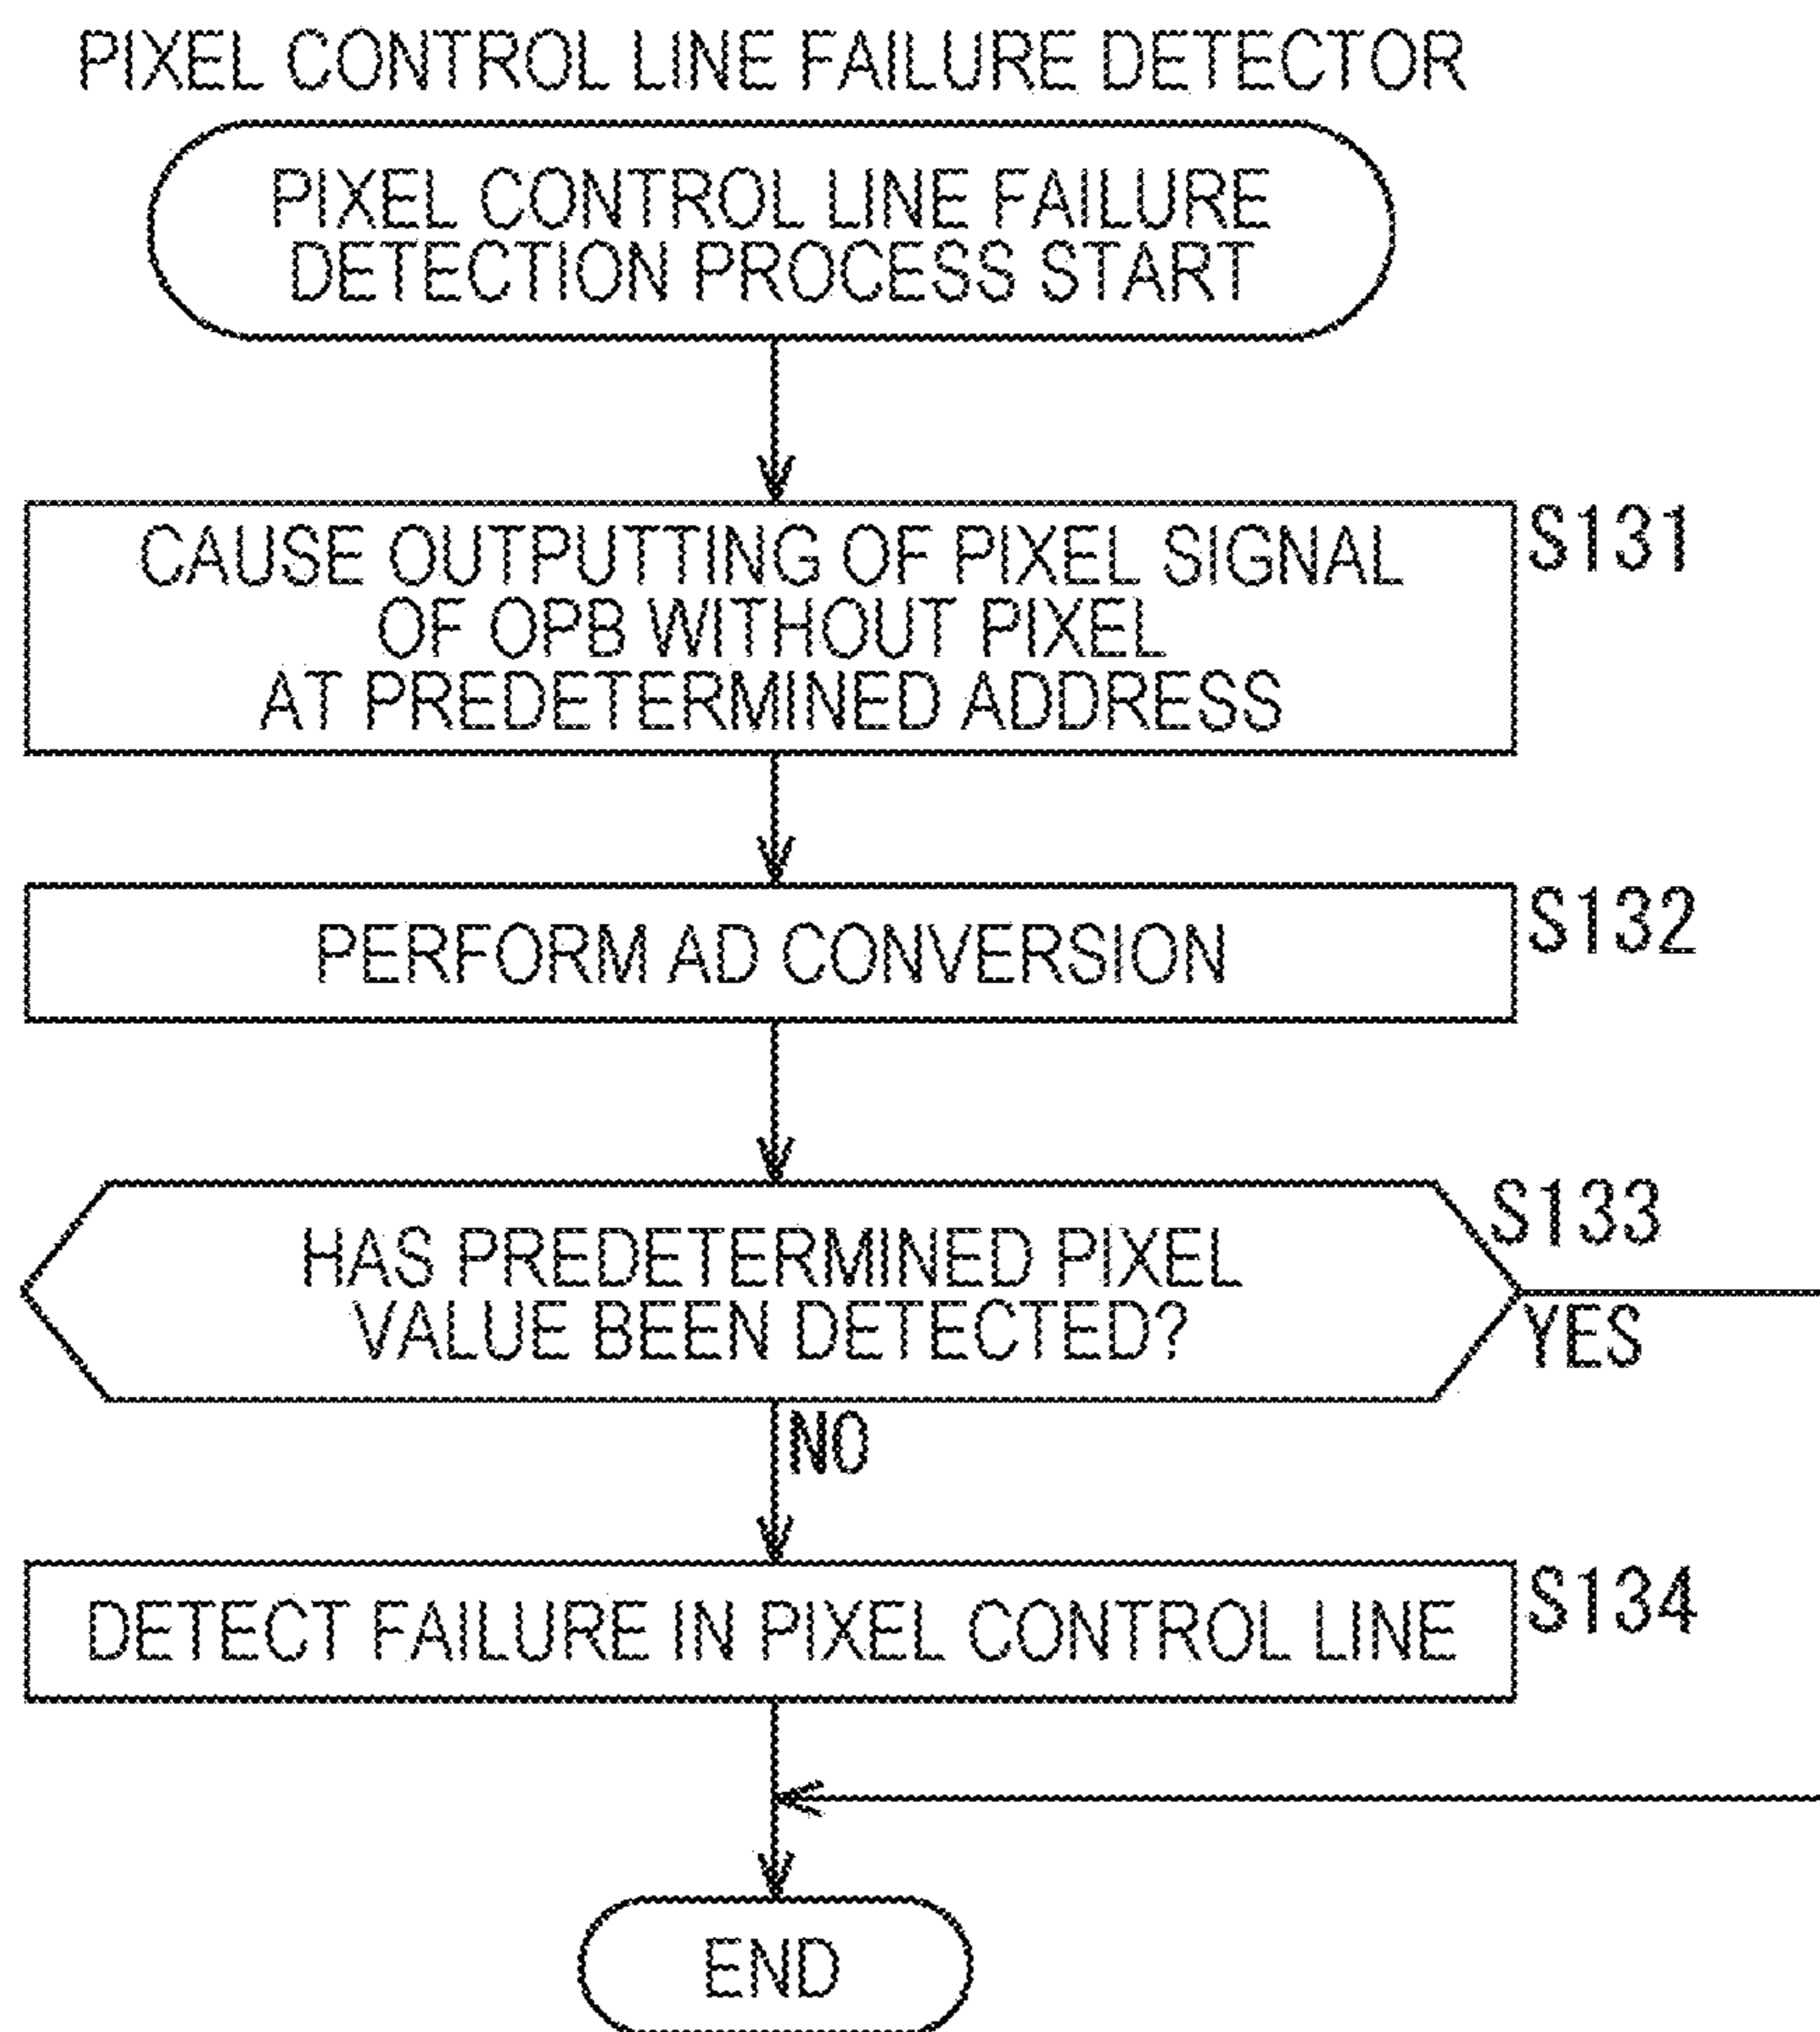 PIXEL CONTROL LINE FAILURE DETECTOR
PIXEL CONTROL LINE FAILURE
DETECTION PROCESS START
CAUSE OUTPUTTING OF PIXEL SIGNAL
OF OPB WITHOUT PIXEL
AT PREDETERMINED ADDRESS
S131
PERFORM AD CONVERSION
S132
HAS PREDETERMINED PIXEL
VALUE BEEN DETECTED?
S133
YES
NO
DETECT FAILURE IN PIXEL CONTROL LINE
S134
END